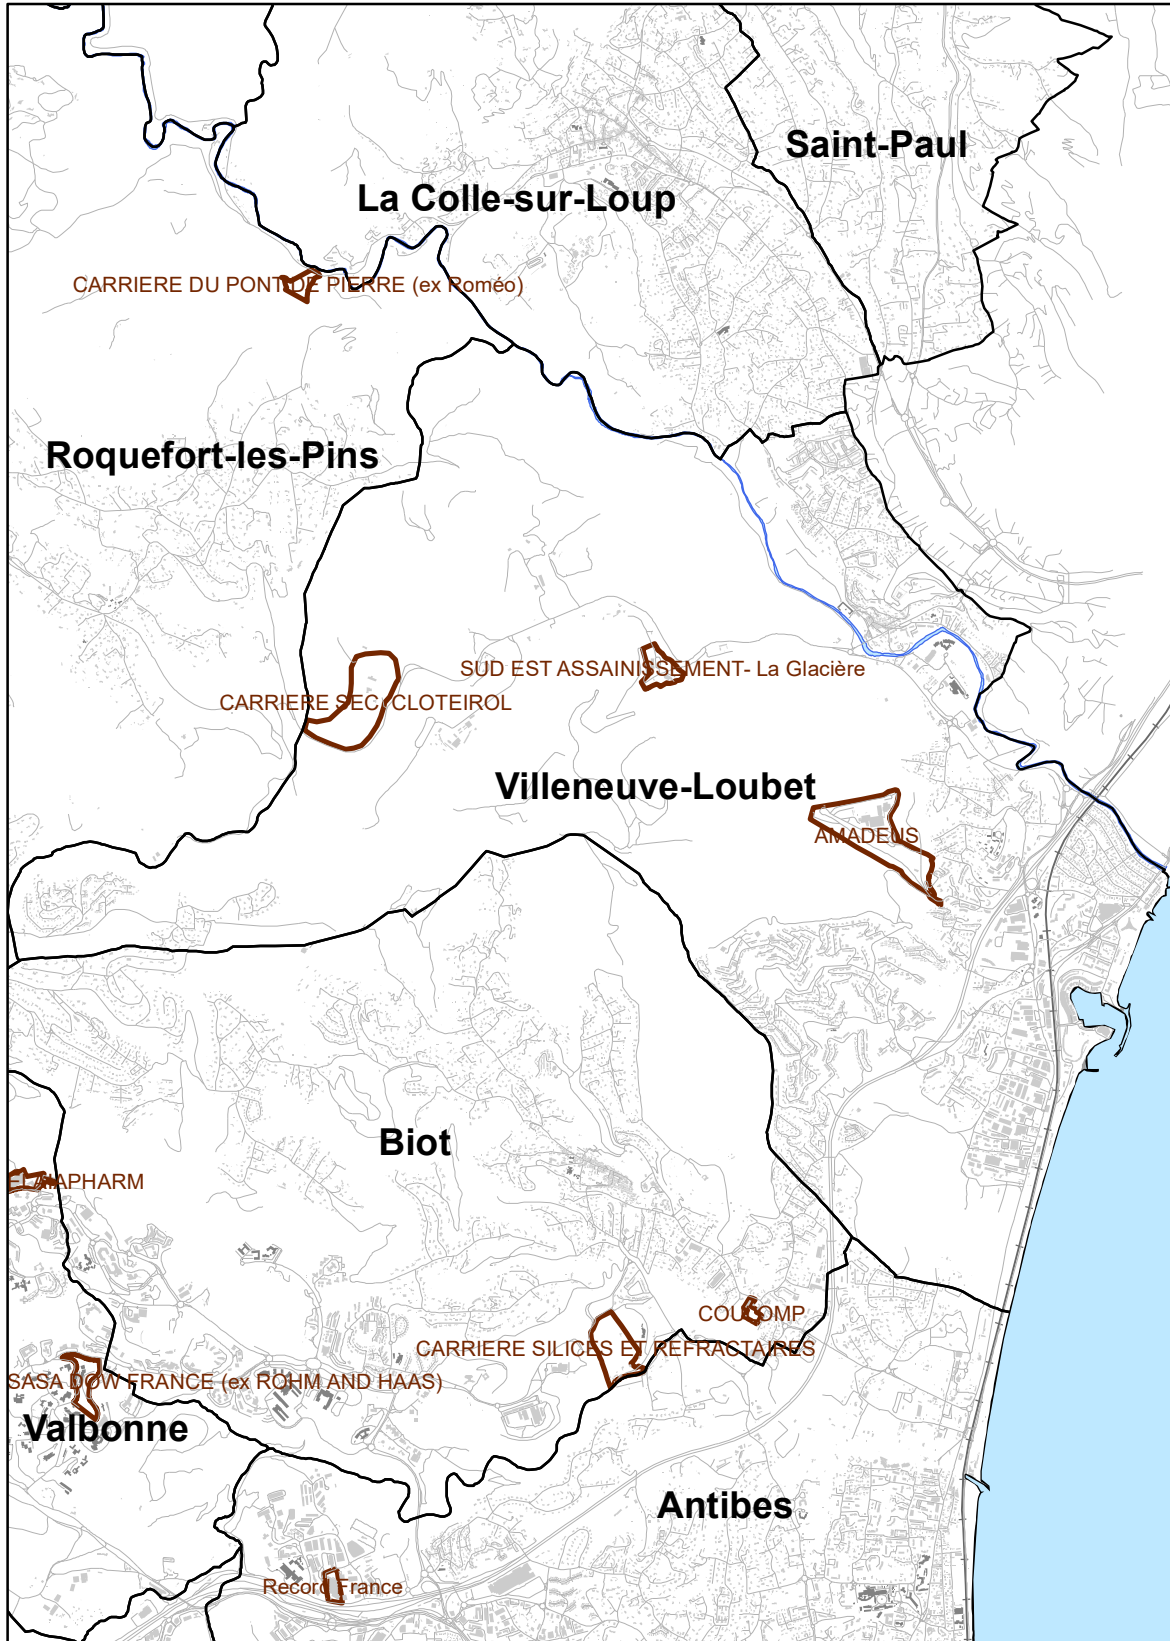 Saint-Paul
La Colle-sur-Loup
CARRIERE DU PONT DE PIERRE (ex Roméo)
Roquefort-les-Pins
SUD EST ASSAINISSEMENT- La Glacière
CARRIERE SEC CLOTEIROL
Villeneuve-Loubet
AMADEUS
Biot
COUCOMP
CARRIERE SILICES ET REFRACTAIRES
SASA DOW FRANCE (ex ROHM AND HAAS)
Valbonne
Antibes
Record France